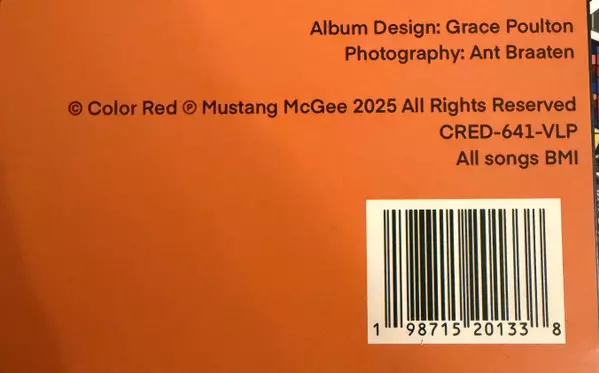 Album Design: Grace Poulton
Photography: Ant Braaten
© Color Red ℗ Mustang McGee 2025 All Rights Reserved
CRED-641-VLP
All songs BMI
1 98715 20133 8